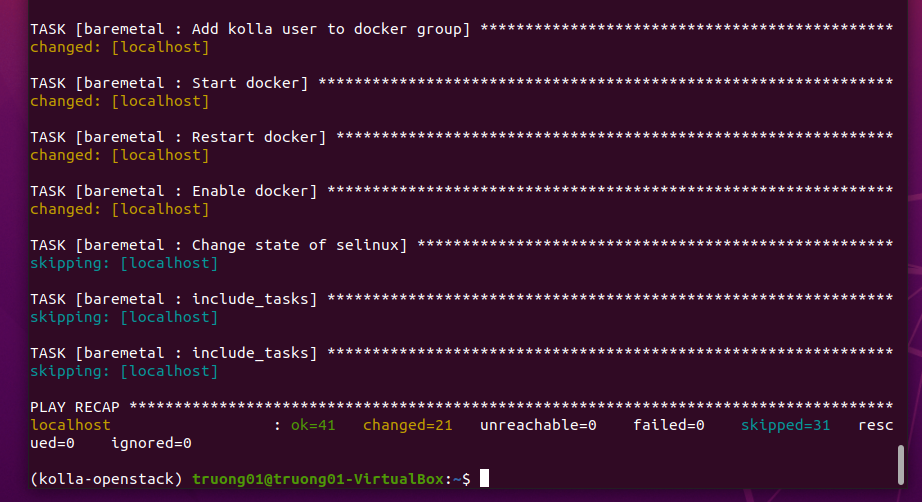 TASK [baremetal : Add kolla user to docker group] **********************************************
changed: [localhost]
TASK [baremetal : Start docker] ****************************************************************
changed: [localhost]
TASK [baremetal : Restart docker] **************************************************************
changed: [localhost]
TASK [baremetal : Enable docker] ***************************************************************
changed: [localhost]
TASK [baremetal : Change state of selinux] *****************************************************
skipping: [localhost]
TASK [baremetal : include_tasks] ***************************************************************
skipping: [localhost]
TASK [baremetal : include_tasks] ***************************************************************
skipping: [localhost]
PLAY RECAP *************************************************************************************
localhost                  : ok=41   changed=21   unreachable=0    failed=0    skipped=31   resc
ued=0    ignored=0
(kolla-openstack) truong01@truong01-VirtualBox:~$